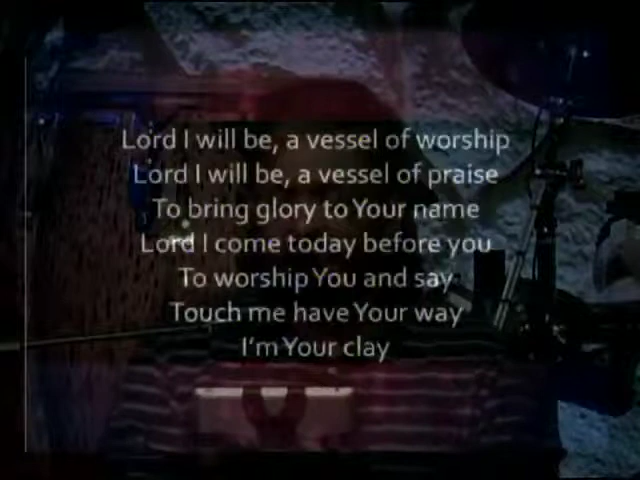 Lord I will be, a vessel of worship
Lord I will be, a vessel of praise
To bring glory to Your name
Lord I come today before you
To worship You and say
Touch me have Your way
I'm Your clay